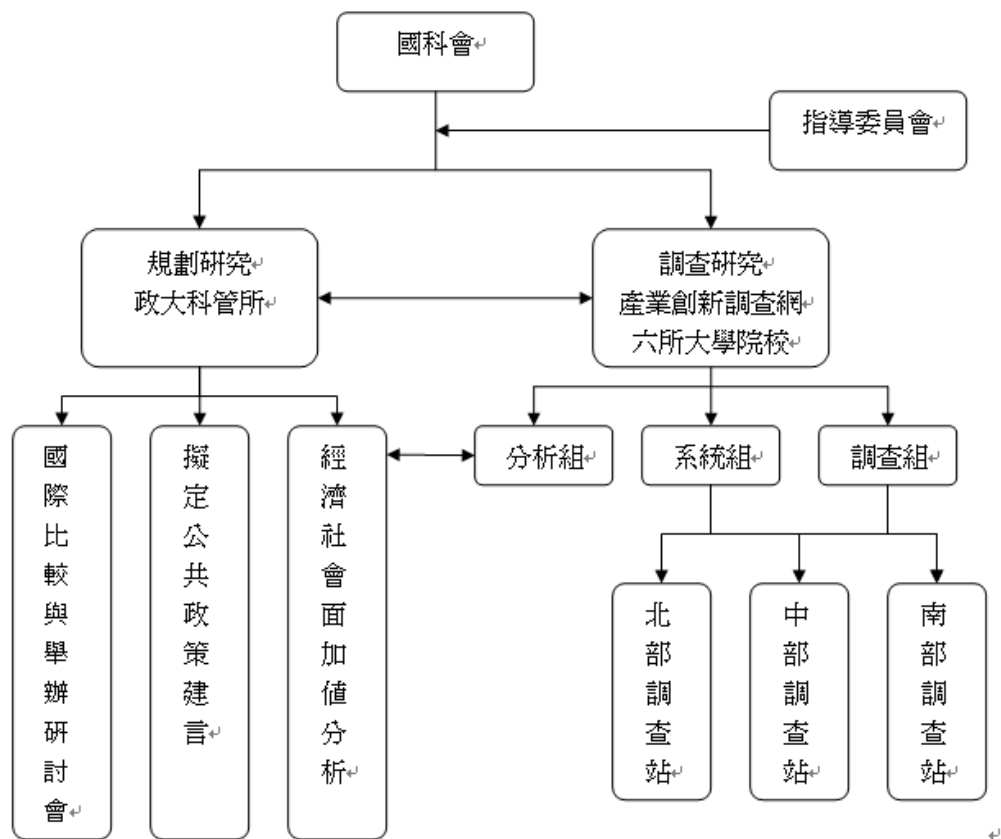 國科會
指導委員會
規劃研究
政大科管所
調查研究
產業創新調查網
六所大學院校
國際比較與舉辦研討會
擬定公共政策建言
經濟社會面加值分析
分析組
系統組
調查組
北部調查站
中部調查站
南部調查站